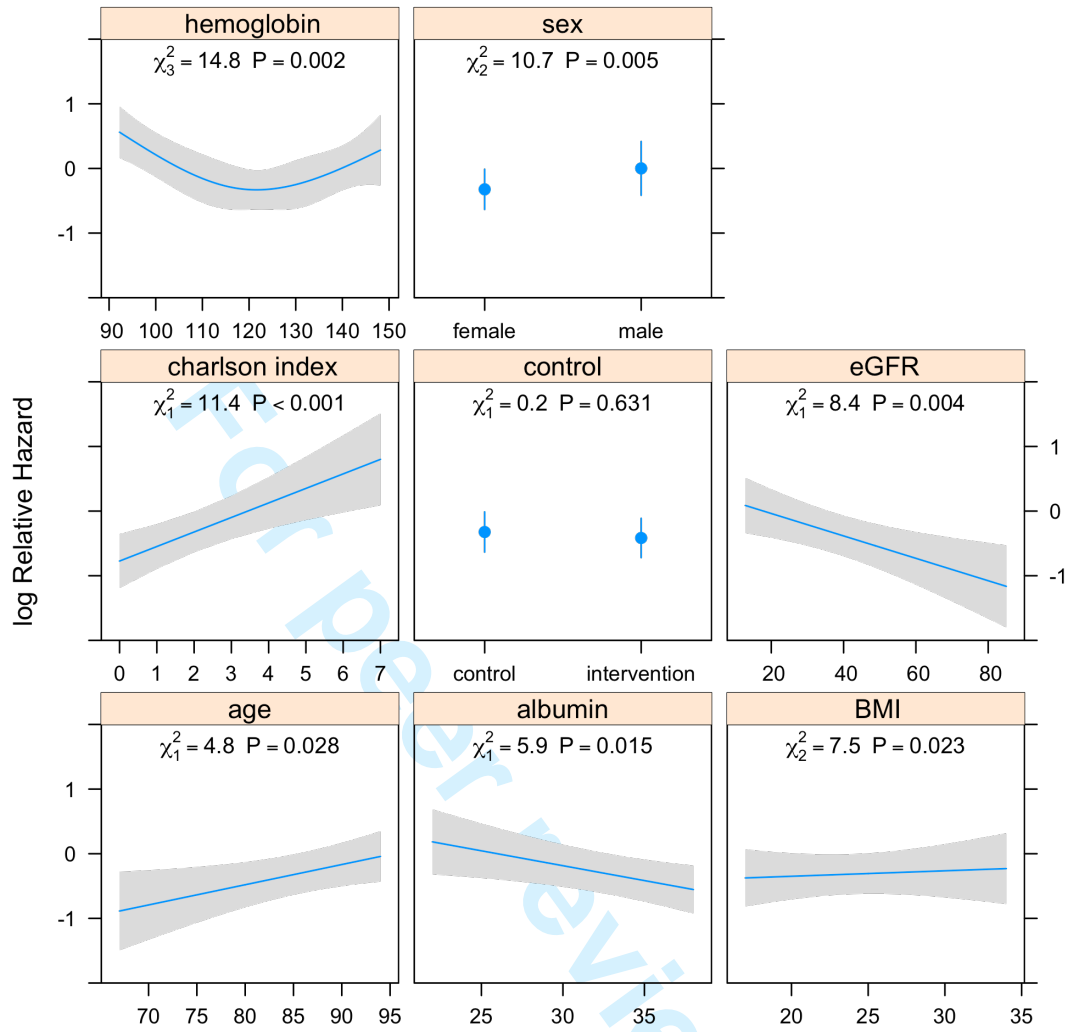 hemoglobin sex
χ²₃ = 14.8 P = 0.002 χ²₂ = 10.7 P = 0.005
1
0
-1
90 100 110 120 130 140 150 female male
charlson index control eGFR
χ²₁ = 11.4 P < 0.001 χ²₁ = 0.2 P = 0.631 χ²₁ = 8.4 P = 0.004
1
0
-1
0 1 2 3 4 5 6 7 control intervention 20 40 60 80
age albumin BMI
χ²₁ = 4.8 P = 0.028 χ²₁ = 5.9 P = 0.015 χ²₂ = 7.5 P = 0.023
1
0
-1
70 75 80 85 90 95 25 30 35 20 25 30 35
log Relative Hazard
For peer revie